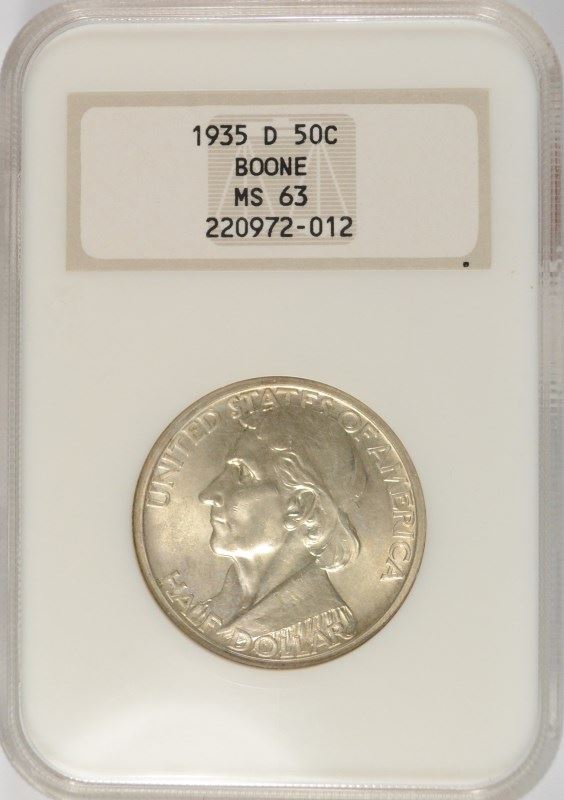 1935 D 50C
BOONE
MS 63
220972-012
UNITED STATES OF AMERICA
HALF DOLLAR